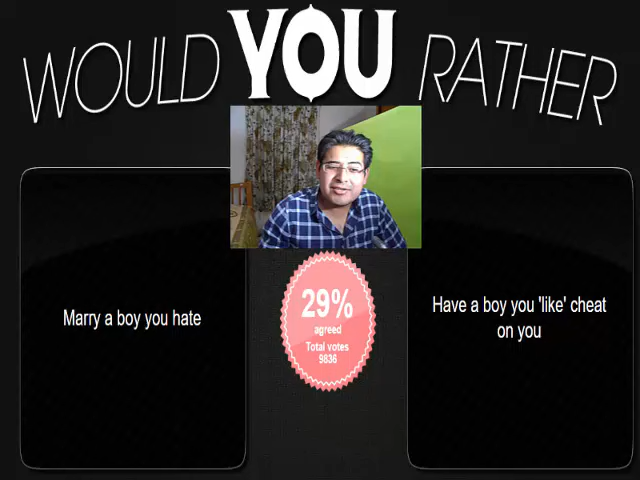 WOULD YOU RATHER
29%
agreed
Total votes
9836
Marry a boy you hate
Have a boy you 'like' cheat
on you